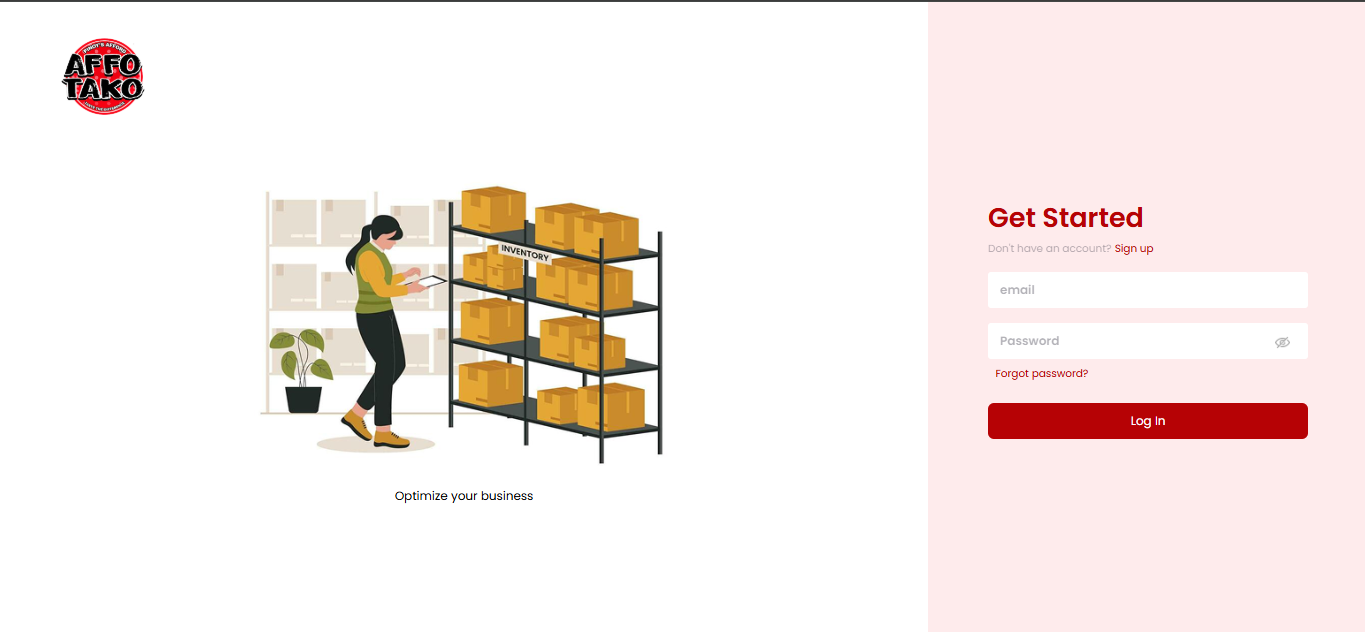 PINOY'S AFFORD
AFFO
TAKO
INVENTORY
Optimize your business
Get Started
Don't have an account? Sign up
email
Password
Forgot password?
Log In